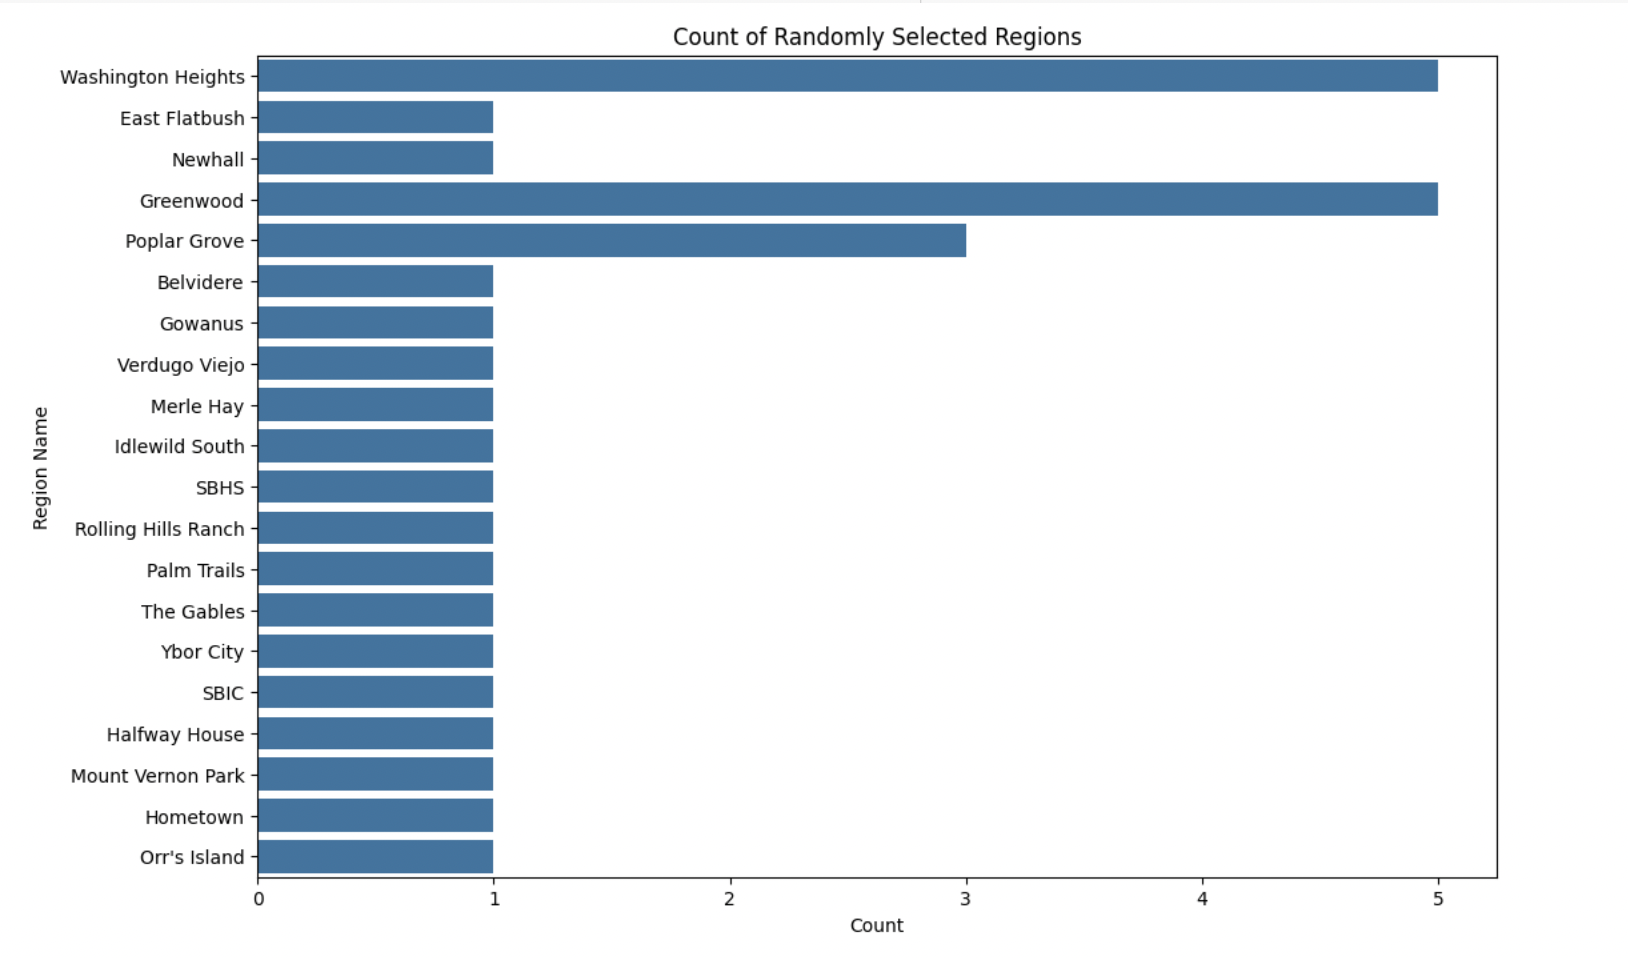 Count of Randomly Selected Regions
Washington Heights
East Flatbush
Newhall
Greenwood
Poplar Grove
Belvidere
Gowanus
Verdugo Viejo
Merle Hay
Idlewild South
SBHS
Rolling Hills Ranch
Palm Trails
The Gables
Ybor City
SBIC
Halfway House
Mount Vernon Park
Hometown
Orr's Island
Region Name
0 1 2 3 4 5
Count